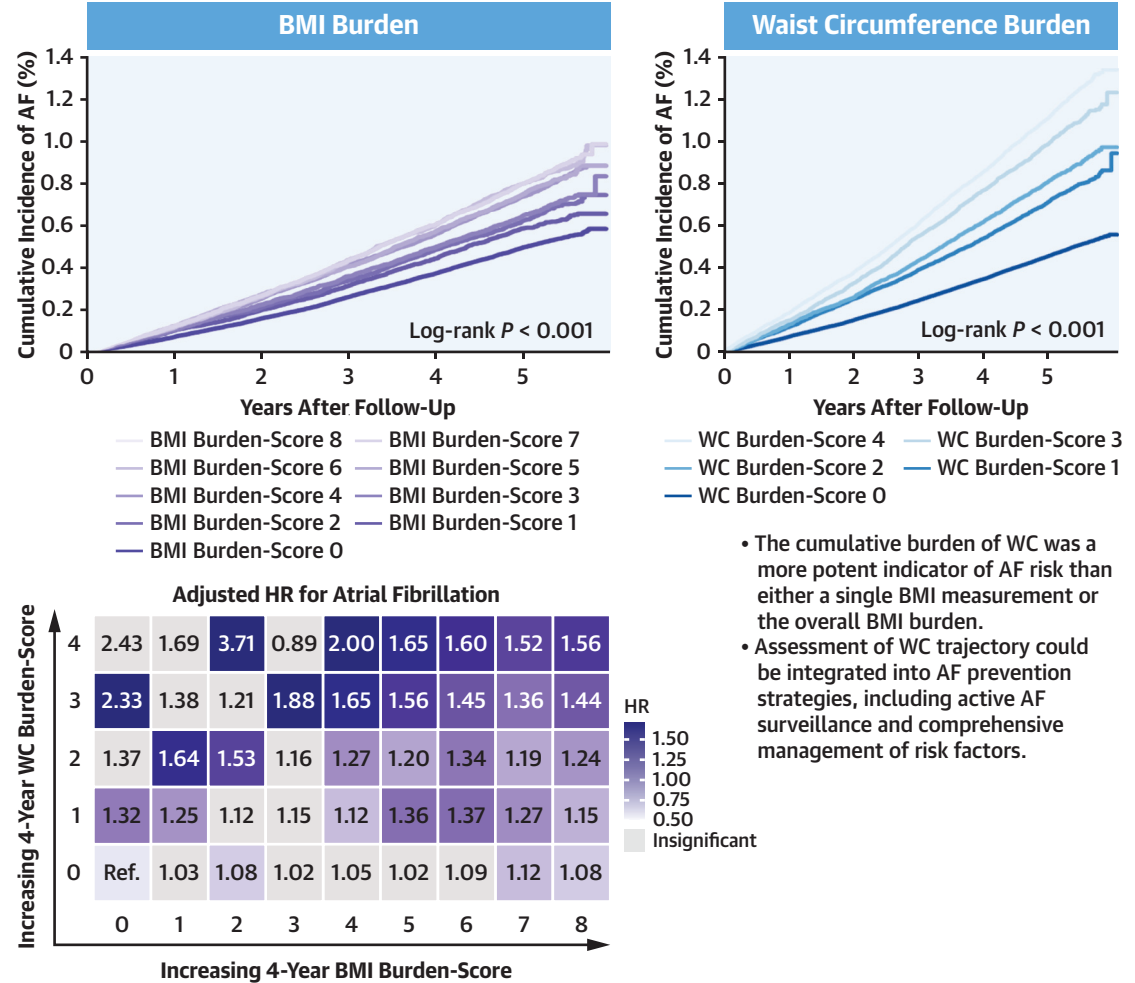 BMI Burden
Cumulative Incidence of AF (%)
1.4
1.2
1.0
0.8
0.6
0.4
0.2
0
Log-rank P < 0.001
0 1 2 3 4 5
Years After Follow-Up
BMI Burden-Score 8 BMI Burden-Score 7
BMI Burden-Score 6 BMI Burden-Score 5
BMI Burden-Score 4 BMI Burden-Score 3
BMI Burden-Score 2 BMI Burden-Score 1
BMI Burden-Score 0
Waist Circumference Burden
Cumulative Incidence of AF (%)
1.4
1.2
1.0
0.8
0.6
0.4
0.2
0
Log-rank P < 0.001
0 1 2 3 4 5
Years After Follow-Up
WC Burden-Score 4 WC Burden-Score 3
WC Burden-Score 2 WC Burden-Score 1
WC Burden-Score 0
Adjusted HR for Atrial Fibrillation
Increasing 4-Year WC Burden-Score
4 2.43 1.69 3.71 0.89 2.00 1.65 1.60 1.52 1.56
3 2.33 1.38 1.21 1.88 1.65 1.56 1.45 1.36 1.44
2 1.37 1.64 1.53 1.16 1.27 1.20 1.34 1.19 1.24
1 1.32 1.25 1.12 1.15 1.12 1.36 1.37 1.27 1.15
0 Ref. 1.03 1.08 1.02 1.05 1.02 1.09 1.12 1.08
0 1 2 3 4 5 6 7 8
Increasing 4-Year BMI Burden-Score
HR
1.50
1.25
1.00
0.75
0.50
Insignificant
• The cumulative burden of WC was a
more potent indicator of AF risk than
either a single BMI measurement or
the overall BMI burden.
• Assessment of WC trajectory could
be integrated into AF prevention
strategies, including active AF
surveillance and comprehensive
management of risk factors.